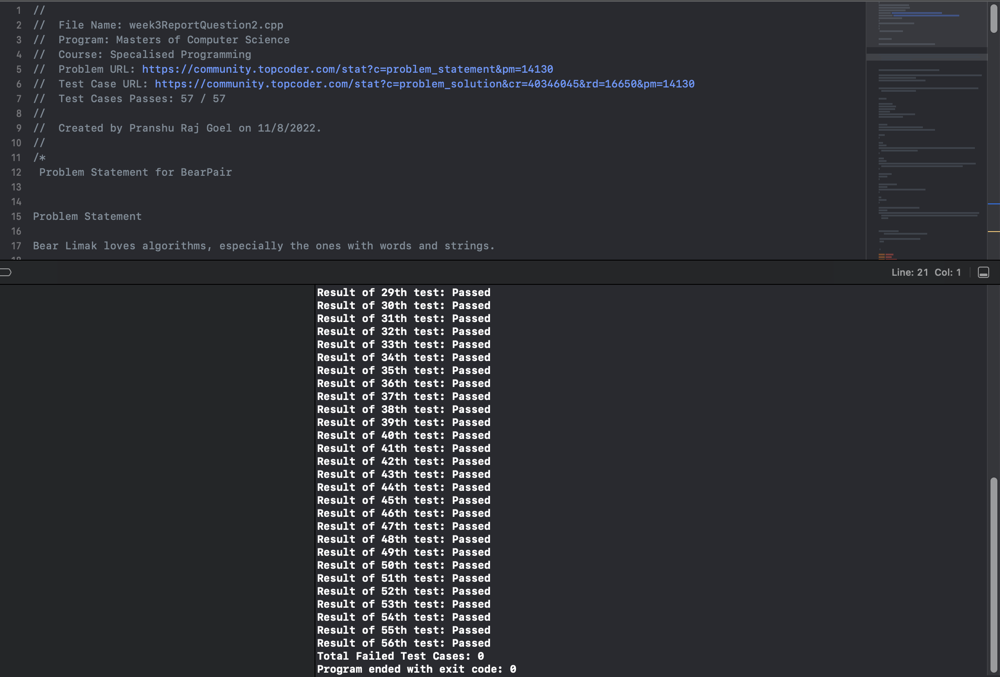 1 //
2 //  File Name: week3ReportQuestion2.cpp
3 //  Program: Masters of Computer Science
4 //  Course: Specalised Programming
5 //  Problem URL: https://community.topcoder.com/stat?c=problem_statement&pm=14130
6 //  Test Case URL: https://community.topcoder.com/stat?c=problem_solution&cr=40346045&rd=16650&pm=14130
7 //  Test Cases Passes: 57 / 57
8 //
9 //  Created by Pranshu Raj Goel on 11/8/2022.
10 //
11 /*
12  Problem Statement for BearPair
13
14
15 Problem Statement
16
17 Bear Limak loves algorithms, especially the ones with words and strings.
18
Line: 21  Col: 1
Result of 29th test: Passed
Result of 30th test: Passed
Result of 31th test: Passed
Result of 32th test: Passed
Result of 33th test: Passed
Result of 34th test: Passed
Result of 35th test: Passed
Result of 36th test: Passed
Result of 37th test: Passed
Result of 38th test: Passed
Result of 39th test: Passed
Result of 40th test: Passed
Result of 41th test: Passed
Result of 42th test: Passed
Result of 43th test: Passed
Result of 44th test: Passed
Result of 45th test: Passed
Result of 46th test: Passed
Result of 47th test: Passed
Result of 48th test: Passed
Result of 49th test: Passed
Result of 50th test: Passed
Result of 51th test: Passed
Result of 52th test: Passed
Result of 53th test: Passed
Result of 54th test: Passed
Result of 55th test: Passed
Result of 56th test: Passed
Total Failed Test Cases: 0
Program ended with exit code: 0